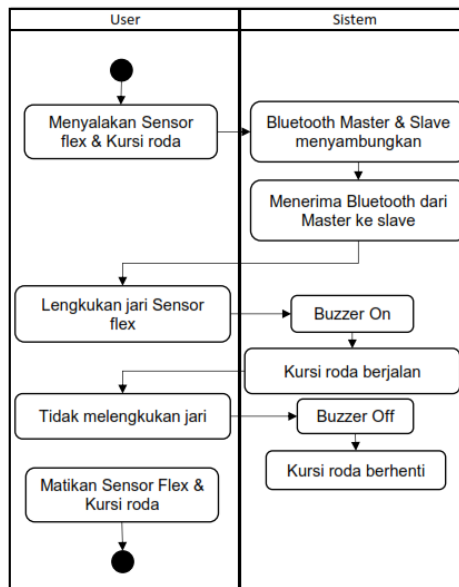 User
Sistem
Menyalakan Sensor
flex & Kursi roda
Bluetooth Master & Slave
menyambungkan
Menerima Bluetooth dari
Master ke slave
Lengkukan jari Sensor
flex
Buzzer On
Kursi roda berjalan
Tidak melengkukan jari
Buzzer Off
Kursi roda berhenti
Matikan Sensor Flex &
Kursi roda